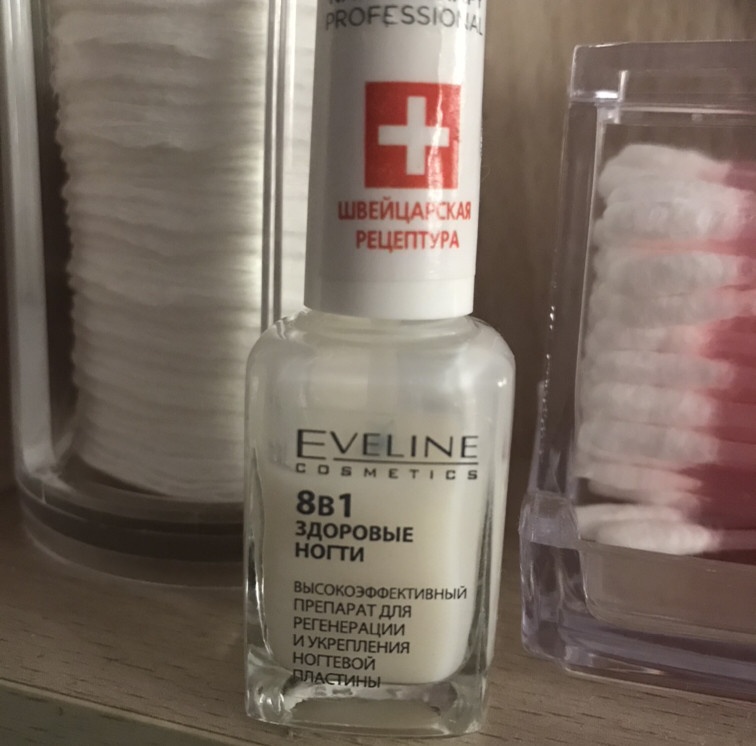 PROFESSIONAL
ШВЕЙЦАРСКАЯ
РЕЦЕПТУРА
EVELINE
COSMETICS
8В1
ЗДОРОВЫЕ
НОГТИ
ВЫСОКОЭФФЕКТИВНЫЙ
ПРЕПАРАТ ДЛЯ
РЕГЕНЕРАЦИИ
И УКРЕПЛЕНИЯ
НОГТЕВОЙ
ПЛАСТИНЫ